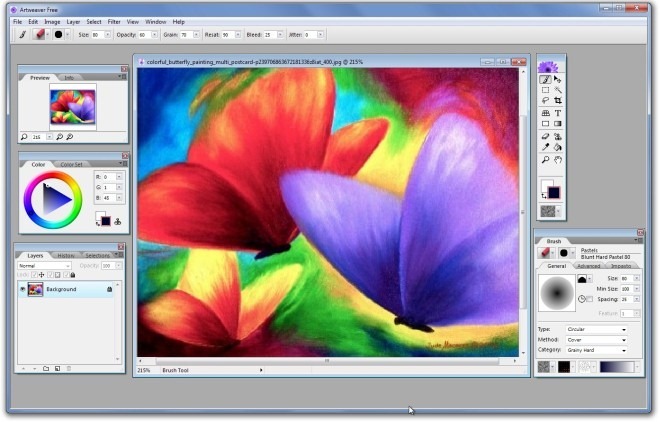 Artweaver Free
File Edit Image Layer Select Filter View Window Help
Size: 80 Opacity: 60 Grain: 70 Resat: 90 Bleed: 25 Jitter: 0
colorful_butterfly_painting_multi_postcard-p239706863672181336z8iat_400.jpg @ 215%
Preview Info
215
Color Color Set
R: 0
G: 1
B: 45
Layers History Selections
Normal Opacity: 100
Lock:
Background
215% Brush Tool
Brush
Pastels
Blunt Hard Pastel 80
General Advanced Impasto
Size: 80
Min Size: 100
Spacing: 15
Feature: 1
Type: Circular
Method: Cover
Category: Grainy Hard